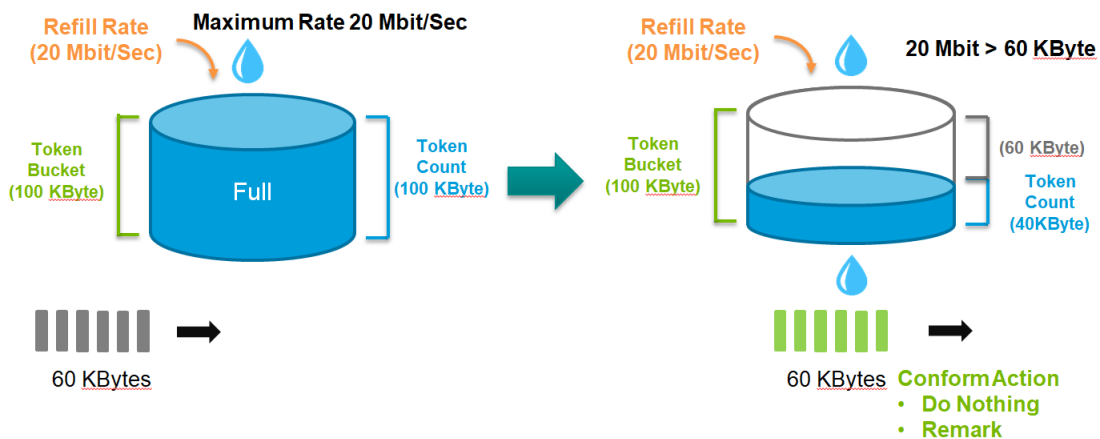 Maximum Rate 20 Mbit/Sec
Refill Rate
(20 Mbit/Sec)
Token
Bucket
(100 KByte)
Full
Token
Count
(100 KByte)
60 KBytes
Refill Rate
(20 Mbit/Sec)
20 Mbit > 60 KByte
Token
Bucket
(100 KByte)
(60 KByte)
Token
Count
(40KByte)
60 KBytes
Conform Action
• Do Nothing
• Remark